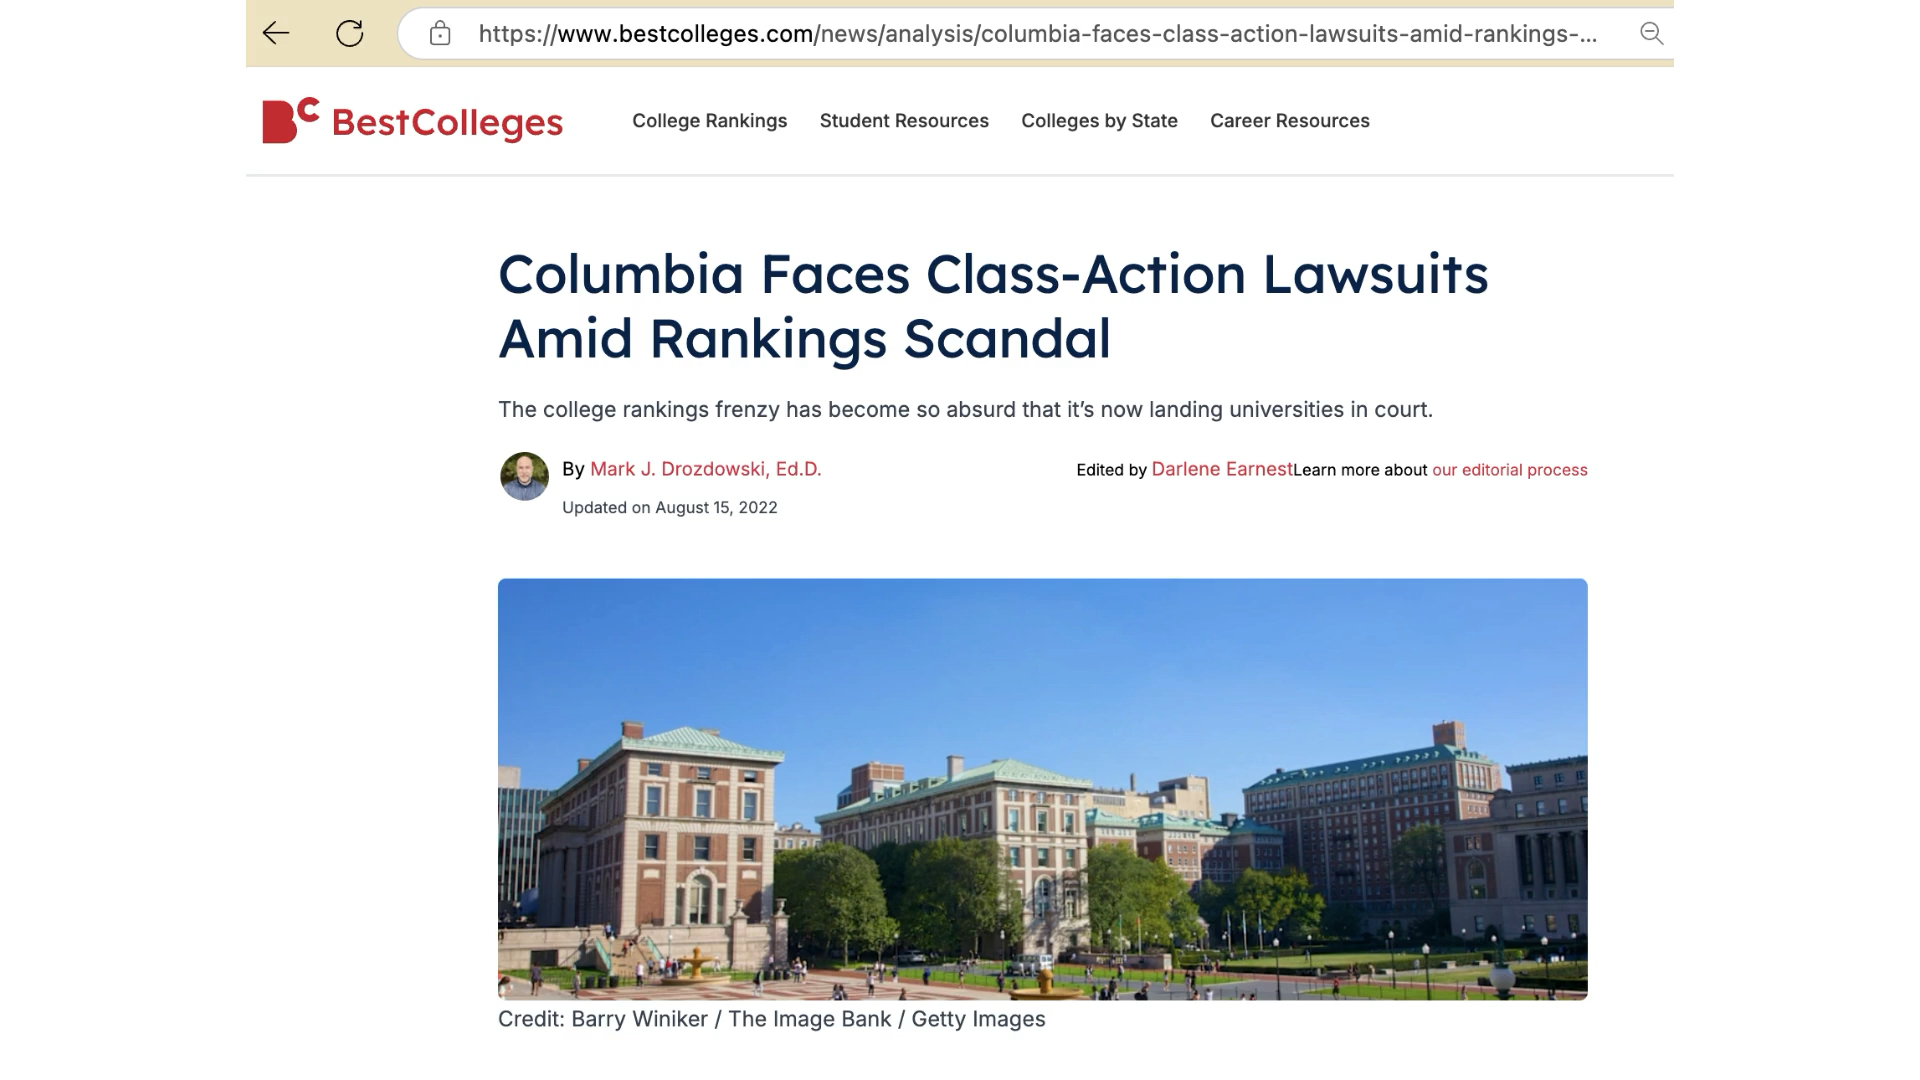 https://www.bestcolleges.com/news/analysis/columbia-faces-class-action-lawsuits-amid-rankings-...
BestColleges
College Rankings Student Resources Colleges by State Career Resources
Columbia Faces Class-Action Lawsuits
Amid Rankings Scandal
The college rankings frenzy has become so absurd that it’s now landing universities in court.
By Mark J. Drozdowski, Ed.D.
Edited by Darlene EarnestLearn more about our editorial process
Updated on August 15, 2022
Credit: Barry Winiker / The Image Bank / Getty Images